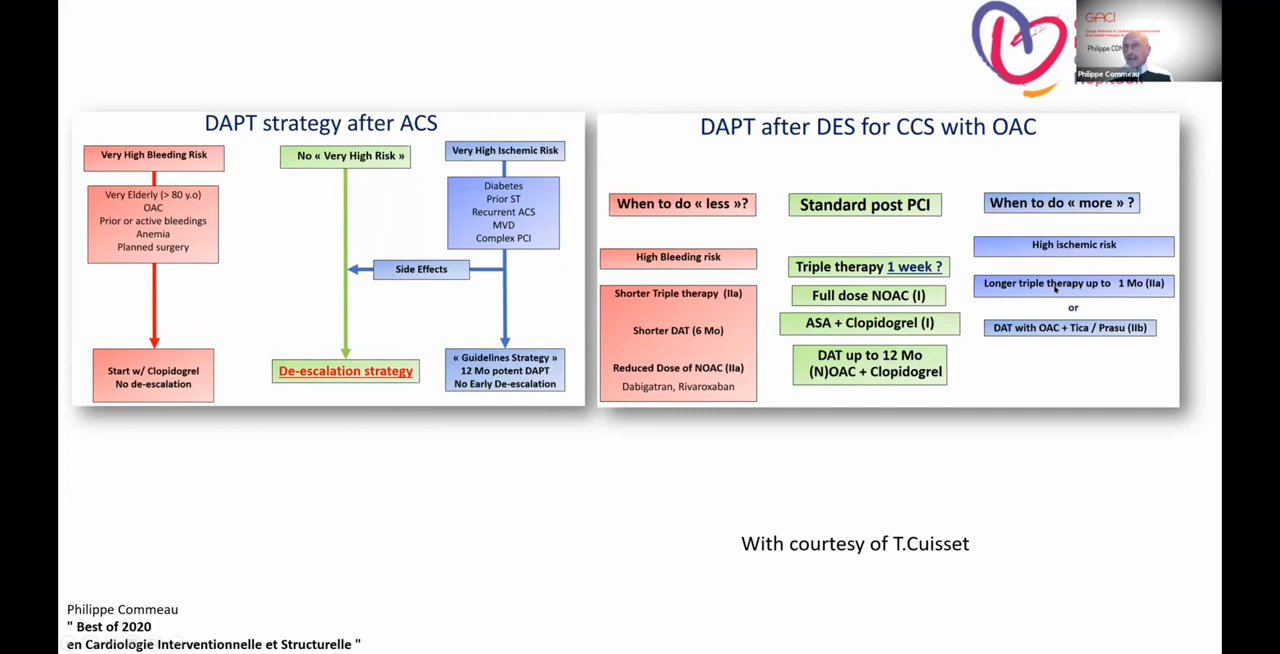 GACI
Philippe COM
Philippe Commeau
DAPT strategy after ACS
Very High Bleeding Risk
Very Elderly (> 80 y.o)
OAC
Prior or active bleedings
Anemia
Planned surgery
Start w/ Clopidogrel
No de-escalation
No « Very High Risk »
Side Effects
De-escalation strategy
Very High Ischemic Risk
Diabetes
Prior ST
Recurrent ACS
MVD
Complex PCI
« Guidelines Strategy »
12 Mo potent DAPT
No Early De-escalation
DAPT after DES for CCS with OAC
When to do « less »?
High Bleeding risk
Shorter Triple therapy (IIa)
Shorter DAT (6 Mo)
Reduced Dose of NOAC (IIa)
Dabigatran, Rivaroxaban
Standard post PCI
Triple therapy 1 week ?
Full dose NOAC (I)
ASA + Clopidogrel (I)
DAT up to 12 Mo
(N)OAC + Clopidogrel
When to do « more » ?
High ischemic risk
Longer triple therapy up to 1 Mo (IIa)
or
DAT with OAC + Tica / Prasu (IIb)
With courtesy of T.Cuisset
Philippe Commeau
" Best of 2020
en Cardiologie Interventionnelle et Structurelle "